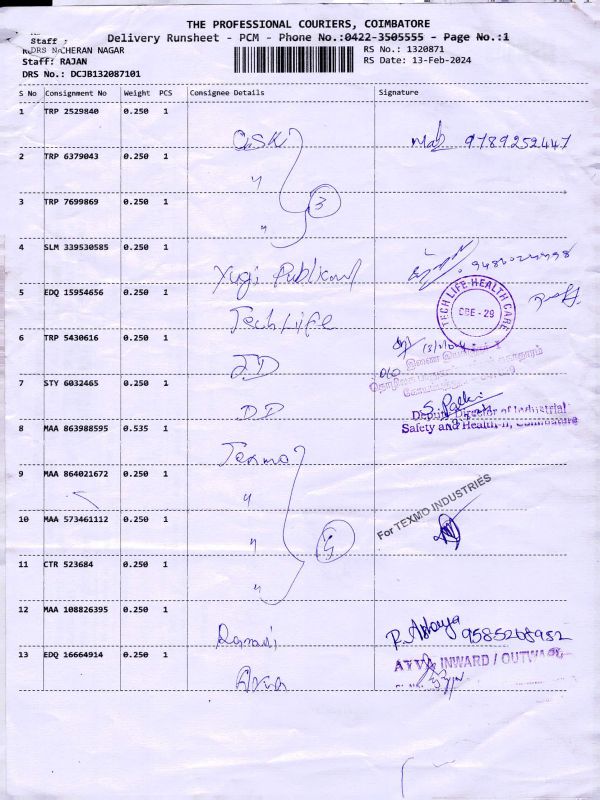 THE PROFESSIONAL COURIERS, COIMBATORE
Delivery Runsheet - PCM - Phone No.:0422-3505555 - Page No.:1
Staff :
DRS NACHERAN NAGAR
RS No.: 1320871
Staff: RAJAN
RS Date: 13-Feb-2024
DRS No.: DCJB132087101
S No Consignment No Weight PCS Consignee Details Signature
1 TRP 2529840 0.250 1
GSK 9789252447
2 TRP 6379043 0.250 1
"
3 TRP 7699869 0.250 1
3
"
4 SLM 339530585 0.250 1
Yugi
TECH LIFE HEALTH CARE
CBE - 29
5 EDQ 15954656 0.250 1
Tech Life
6 TRP 5430616 0.250 1
JD
7 STY 6032465 0.250 1
DD
Deputy Director of Industrial
Safety and Health-II, Coimbatore
8 MAA 863988595 0.535 1
Texmo
9 MAA 864021672 0.250 1
"
For TEXMO INDUSTRIES
10 MAA 573461112 0.250 1
"
11 CTR 523684 0.250 1
"
12 MAA 108826395 0.250 1
9585268952
13 EDQ 16664914 0.250 1
INWARD / OUTWARD